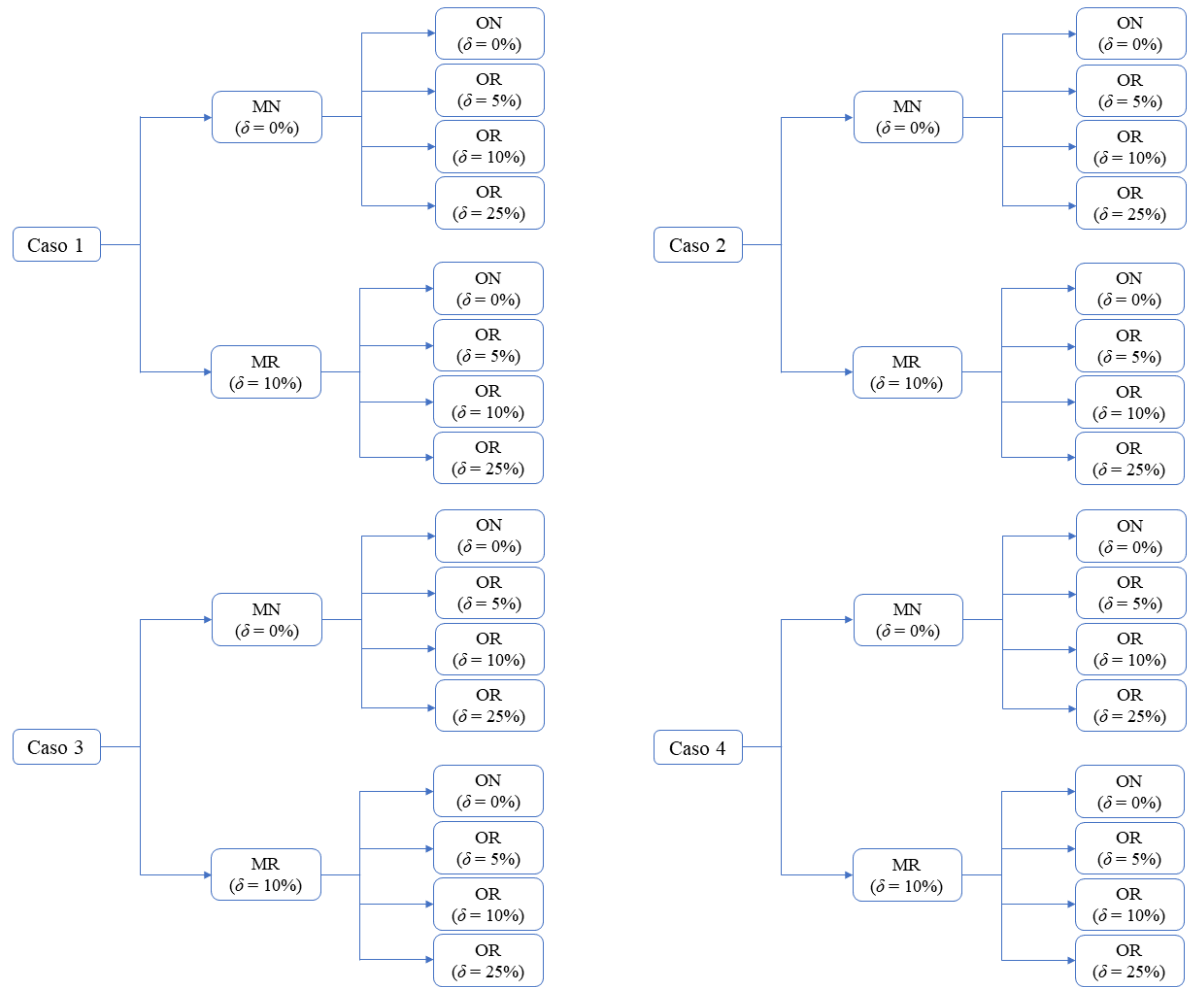 Caso 1
MN
(δ = 0%)
ON
(δ = 0%)
OR
(δ = 5%)
OR
(δ = 10%)
OR
(δ = 25%)
MR
(δ = 10%)
ON
(δ = 0%)
OR
(δ = 5%)
OR
(δ = 10%)
OR
(δ = 25%)
Caso 2
MN
(δ = 0%)
ON
(δ = 0%)
OR
(δ = 5%)
OR
(δ = 10%)
OR
(δ = 25%)
MR
(δ = 10%)
ON
(δ = 0%)
OR
(δ = 5%)
OR
(δ = 10%)
OR
(δ = 25%)
Caso 3
MN
(δ = 0%)
ON
(δ = 0%)
OR
(δ = 5%)
OR
(δ = 10%)
OR
(δ = 25%)
MR
(δ = 10%)
ON
(δ = 0%)
OR
(δ = 5%)
OR
(δ = 10%)
OR
(δ = 25%)
Caso 4
MN
(δ = 0%)
ON
(δ = 0%)
OR
(δ = 5%)
OR
(δ = 10%)
OR
(δ = 25%)
MR
(δ = 10%)
ON
(δ = 0%)
OR
(δ = 5%)
OR
(δ = 10%)
OR
(δ = 25%)